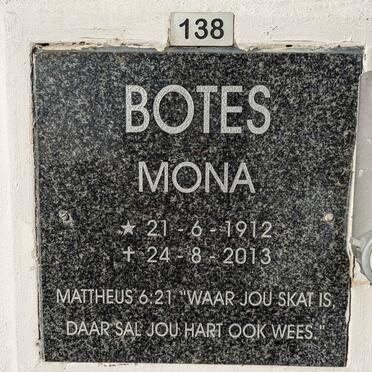 138
BOTES
MONA
★ 21 - 6 - 1912
✝ 24 - 8 - 2013
MATTHEUS 6:21 "WAAR JOU SKAT IS,
DAAR SAL JOU HART OOK WEES."